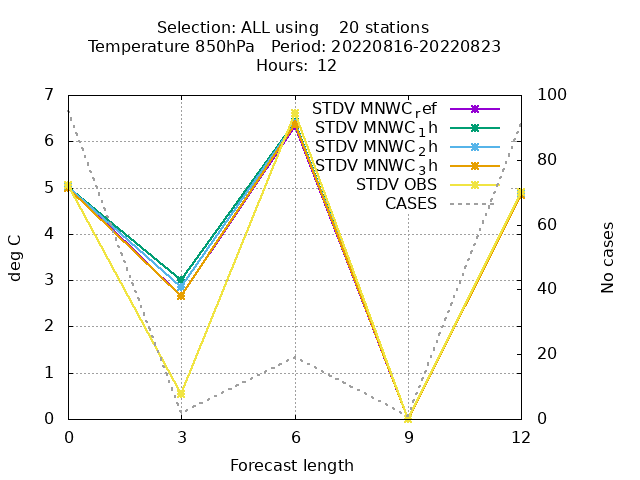 Selection: ALL using    20 stations
Temperature 850hPa   Period: 20220816-20220823
Hours: 12
7
6
5
4
3
2
1
0
100
80
60
40
20
0
STDV MNWC_ref
STDV MNWC_1h
STDV MNWC_2h
STDV MNWC_3h
STDV OBS
CASES
deg C
No cases
0 3 6 9 12
Forecast length